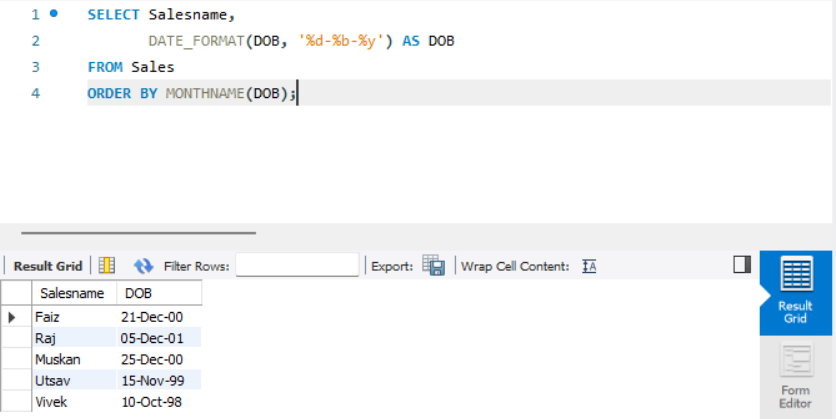 1 SELECT Salesname,
2 DATE_FORMAT(DOB, '%d-%b-%y') AS DOB
3 FROM Sales
4 ORDER BY MONTHNAME(DOB);
Result Grid Filter Rows: Export: Wrap Cell Content: IA
Salesname DOB
Faiz 21-Dec-00
Raj 05-Dec-01
Muskan 25-Dec-00
Utsav 15-Nov-99
Vivek 10-Oct-98
Result
Grid
Form
Editor